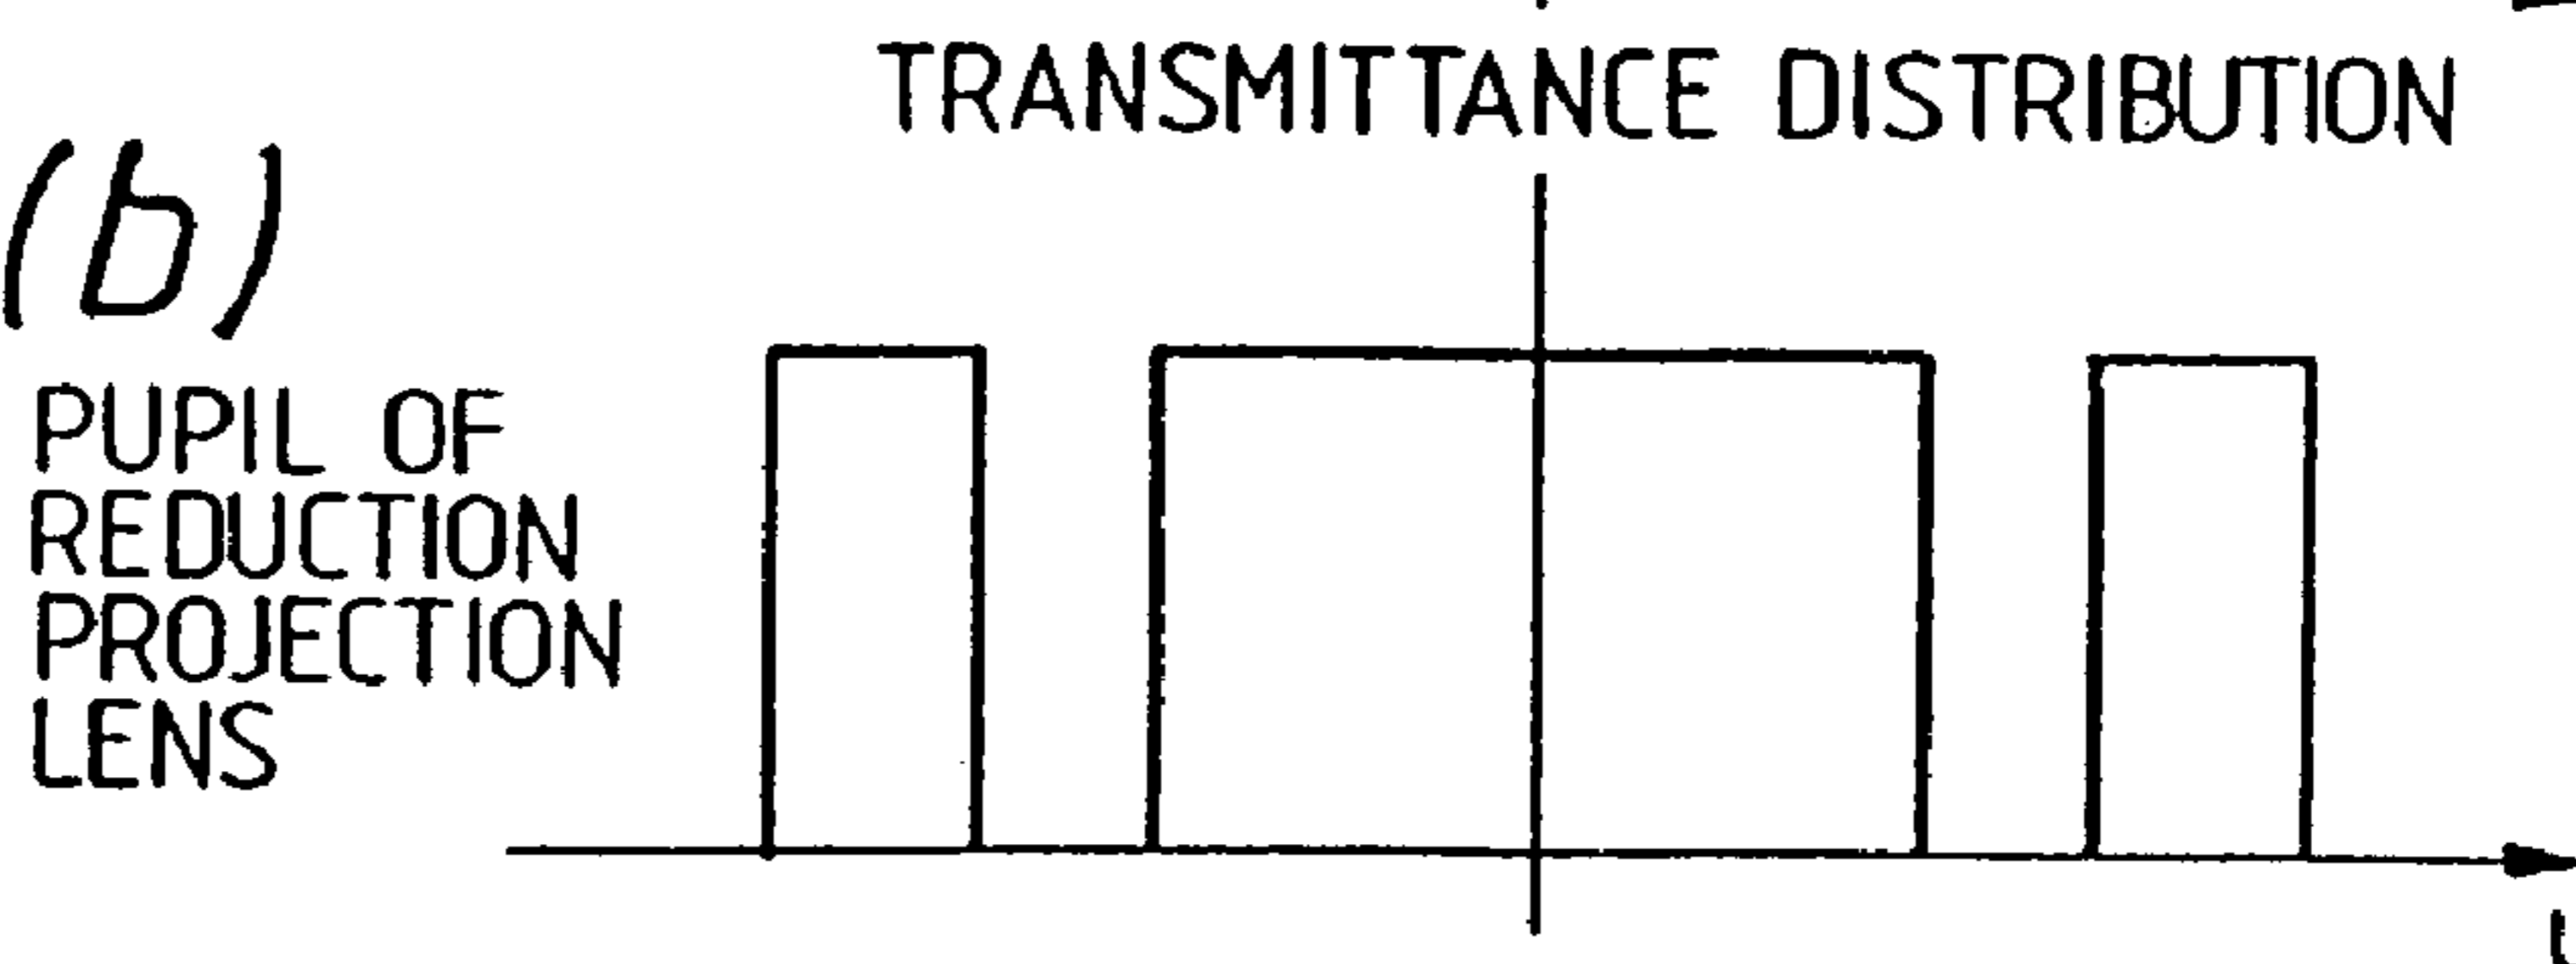 TRANSMITTANCE DISTRIBUTION
(b)
PUPIL OF
REDUCTION
PROJECTION
LENS